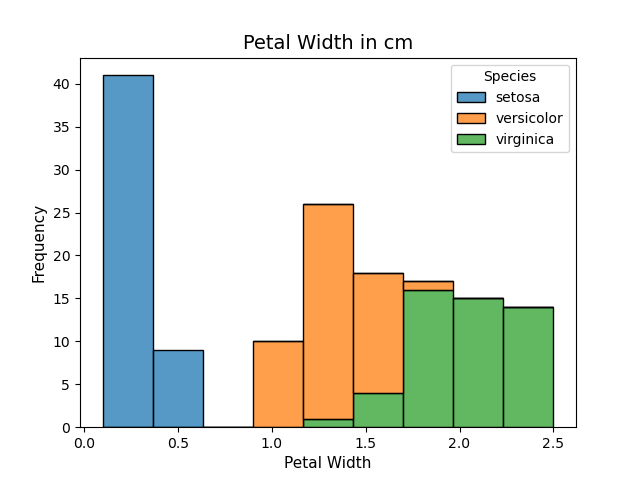 Petal Width in cm
Species
setosa
versicolor
virginica
Frequency
40
35
30
25
20
15
10
5
0
0.0 0.5 1.0 1.5 2.0 2.5
Petal Width